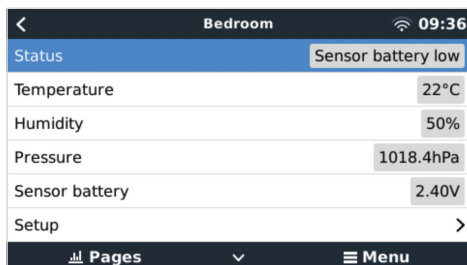 Bedroom 09:36
Status Sensor battery low
Temperature 22°C
Humidity 50%
Pressure 1018.4hPa
Sensor battery 2.40V
Setup
Pages Menu